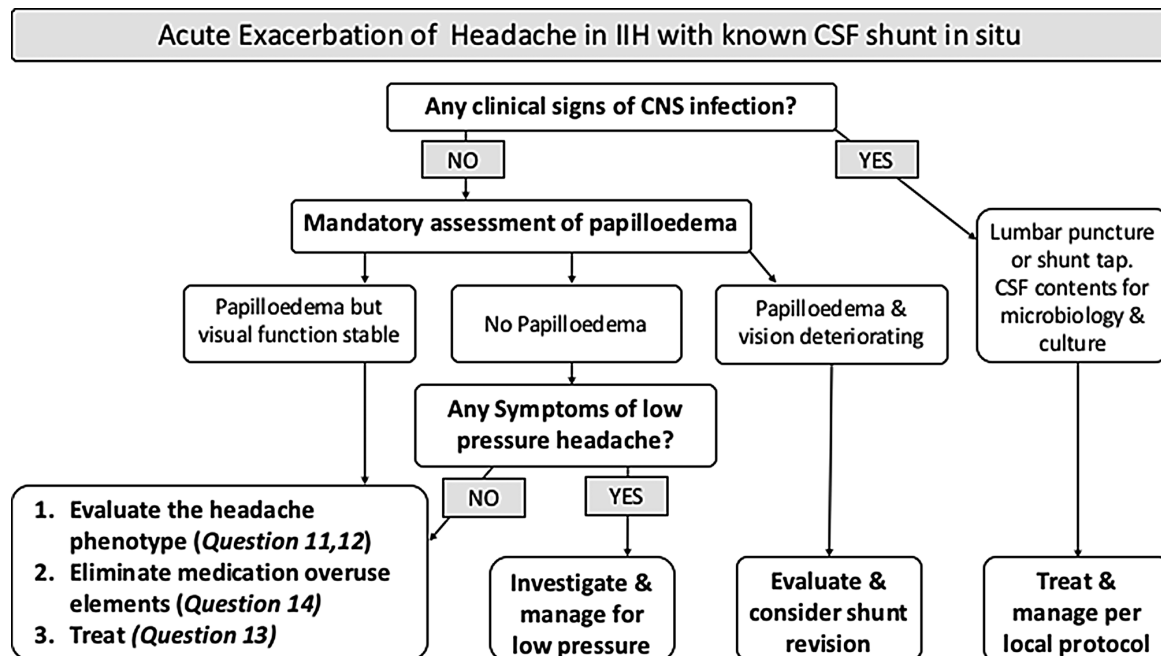 Acute Exacerbation of Headache in IIH with known CSF shunt in situ
Any clinical signs of CNS infection?
NO
YES
Mandatory assessment of papilloedema
Lumbar puncture
or shunt tap.
CSF contents for
microbiology &
culture
Papilloedema but
visual function stable
No Papilloedema
Papilloedema &
vision deteriorating
Any Symptoms of low
pressure headache?
NO
YES
1. Evaluate the headache
phenotype (Question 11,12)
2. Eliminate medication overuse
elements (Question 14)
3. Treat (Question 13)
Investigate &
manage for
low pressure
Evaluate &
consider shunt
revision
Treat &
manage per
local protocol